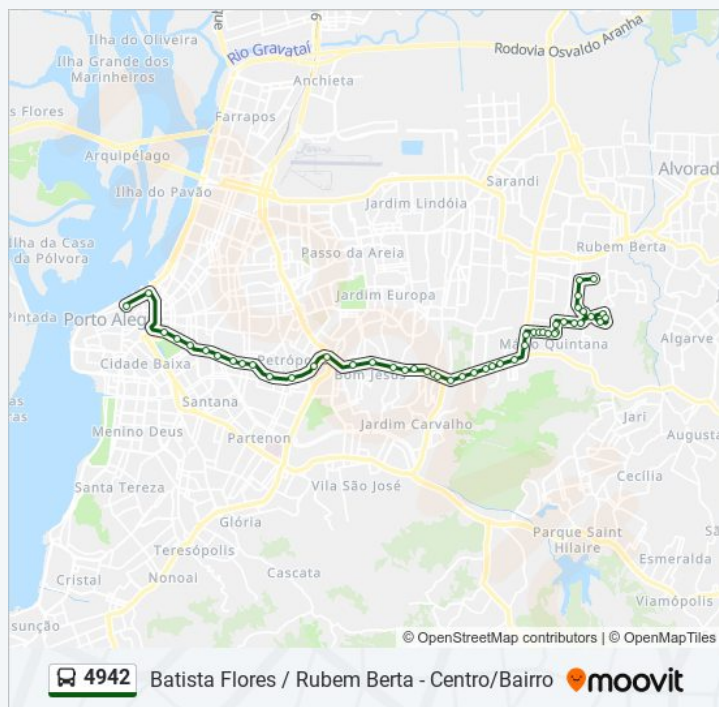 que
6
Ilha do Oliveira
Rio Gravataí
Rodovia Osvaldo Aranha
Ilha Grande dos
Marinheiros
Anchieta
s Flores
Farrapos
Arquipélago
Sarandi
Alvorad
Ilha do Pavão
Jardim Lindóia
Ilha da Casa
da Pólvora
Passo da Areia
Rubem Berta
Jardim Europa
Pintada
Porto Aleg
Algarve
Mário Quintana
Cidade Baixa
Petrópo
Bom Jesus
Santana
Jari
Menino Deus
Jardim Carvalho
Augusta
Partenon
Cecília
Santa Tereza
Vila São José
Glória
Parque Saint
Hilaire
Sã
Teresópolis
Esmeralda
Cristal
Nonoai
Cascata
Viamópolis
sunção
© OpenStreetMap contributors | © OpenMapTiles
4942 Batista Flores / Rubem Berta - Centro/Bairro moovit